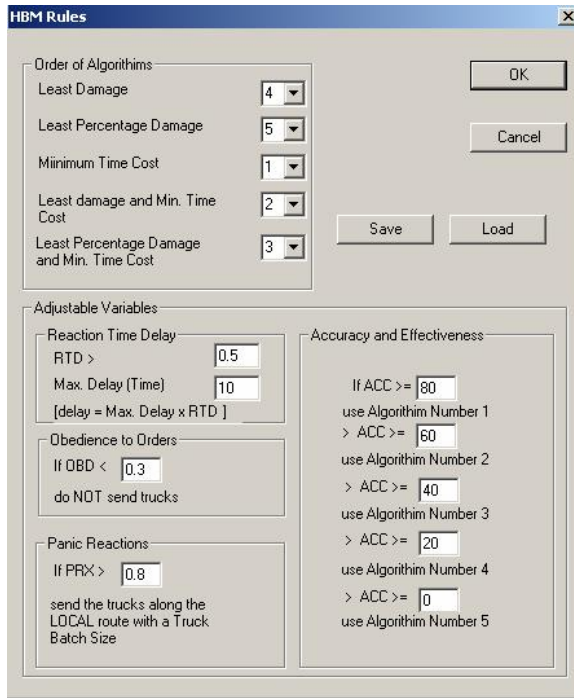 HBM Rules
Order of Algorithims
Least Damage 4
Least Percentage Damage 5
Miinimum Time Cost 1
Least damage and Min. Time
Cost 2
Least Percentage Damage
and Min. Time Cost 3
OK
Cancel
Save Load
Adjustable Variables
Reaction Time Delay
RTD > 0.5
Max. Delay (Time) 10
[delay = Max. Delay x RTD ]
Obedience to Orders
If OBD < 0.3
do NOT send trucks
Panic Reactions
If PRX > 0.8
send the trucks along the
LOCAL route with a Truck
Batch Size
Accuracy and Effectiveness
If ACC >= 80
use Algorithim Number 1
> ACC >= 60
use Algorithim Number 2
> ACC >= 40
use Algorithim Number 3
> ACC >= 20
use Algorithim Number 4
> ACC >= 0
use Algorithim Number 5